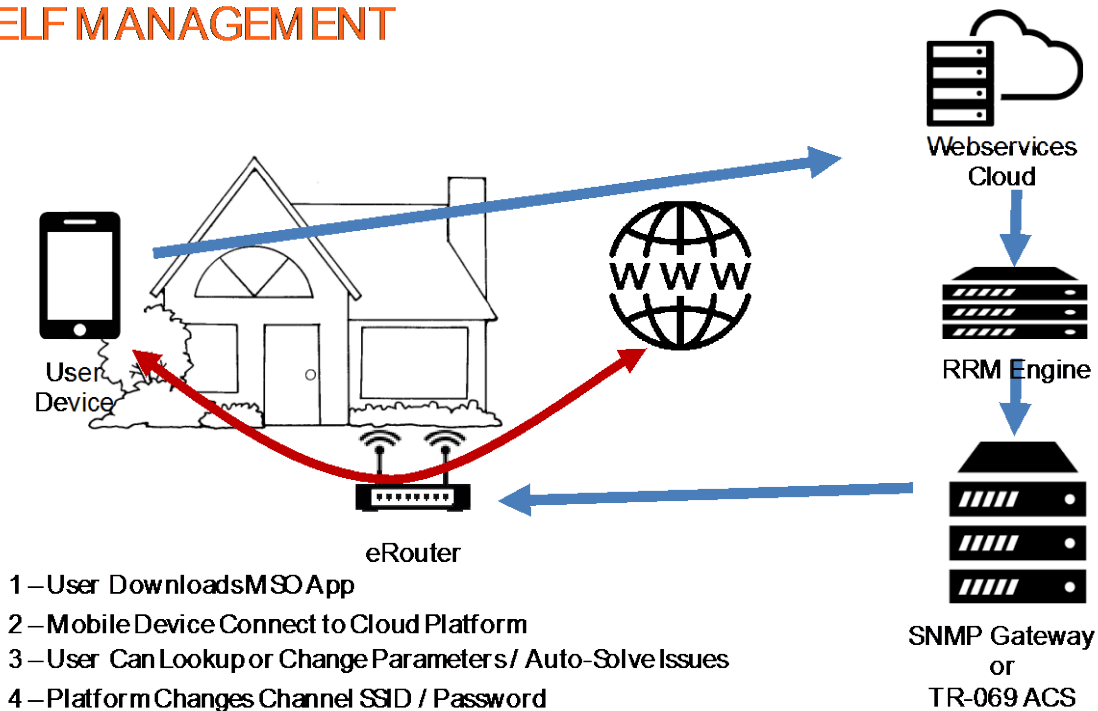 ELF MANAGEMENT
Webservices
Cloud
WWW
User
Device
RRM Engine
eRouter
1 – User Downloads MSO App
2 – Mobile Device Connect to Cloud Platform
3 – User Can Lookup or Change Parameters / Auto-Solve Issues
4 – Platform Changes Channel SSID / Password
SNMP Gateway
or
TR-069 ACS